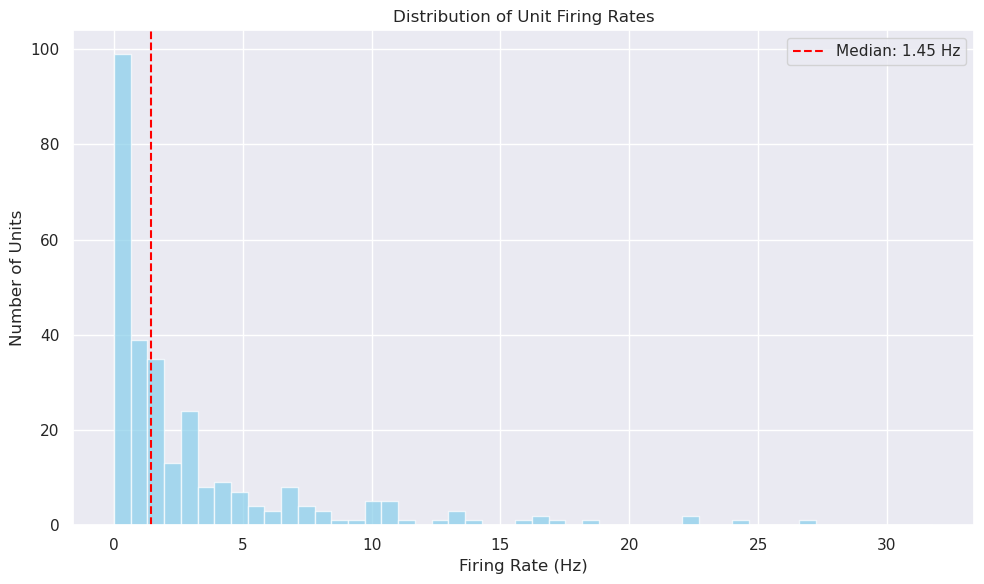 Distribution of Unit Firing Rates
Median: 1.45 Hz
Number of Units
100
80
60
40
20
0
0 5 10 15 20 25 30
Firing Rate (Hz)